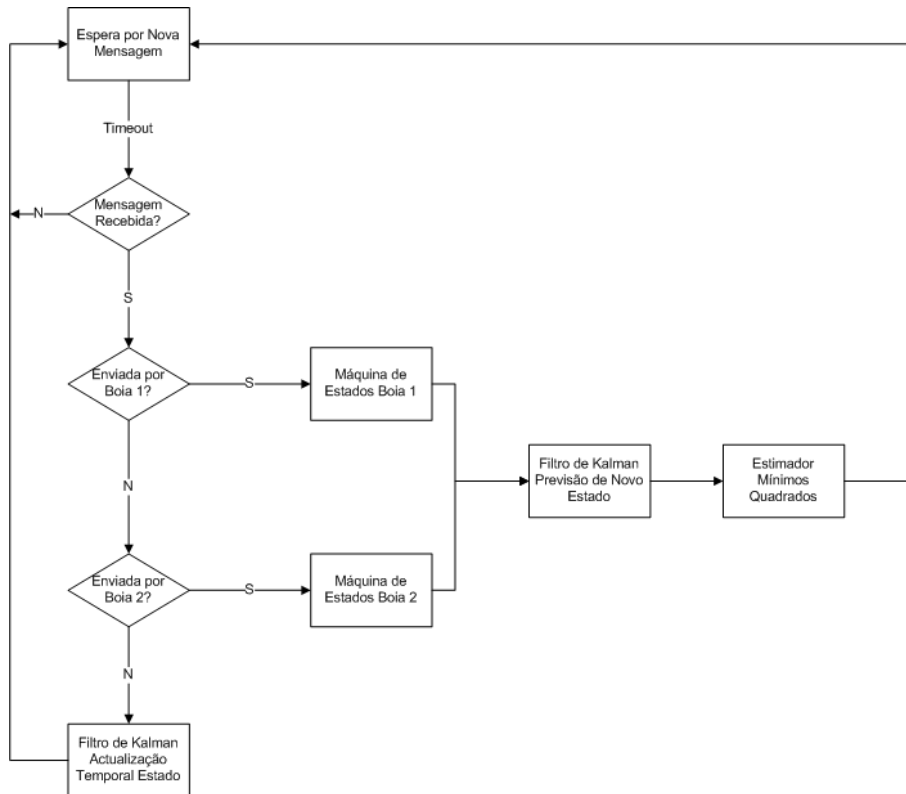 Espera por Nova
Mensagem
Timeout
Mensagem
Recebida?
N
S
Enviada por
Boia 1?
S
Máquina de
Estados Boia 1
N
Filtro de Kalman
Previsão de Novo
Estado
Estimador
Mínimos
Quadrados
Enviada por
Boia 2?
S
Máquina de
Estados Boia 2
N
Filtro de Kalman
Actualização
Temporal Estado